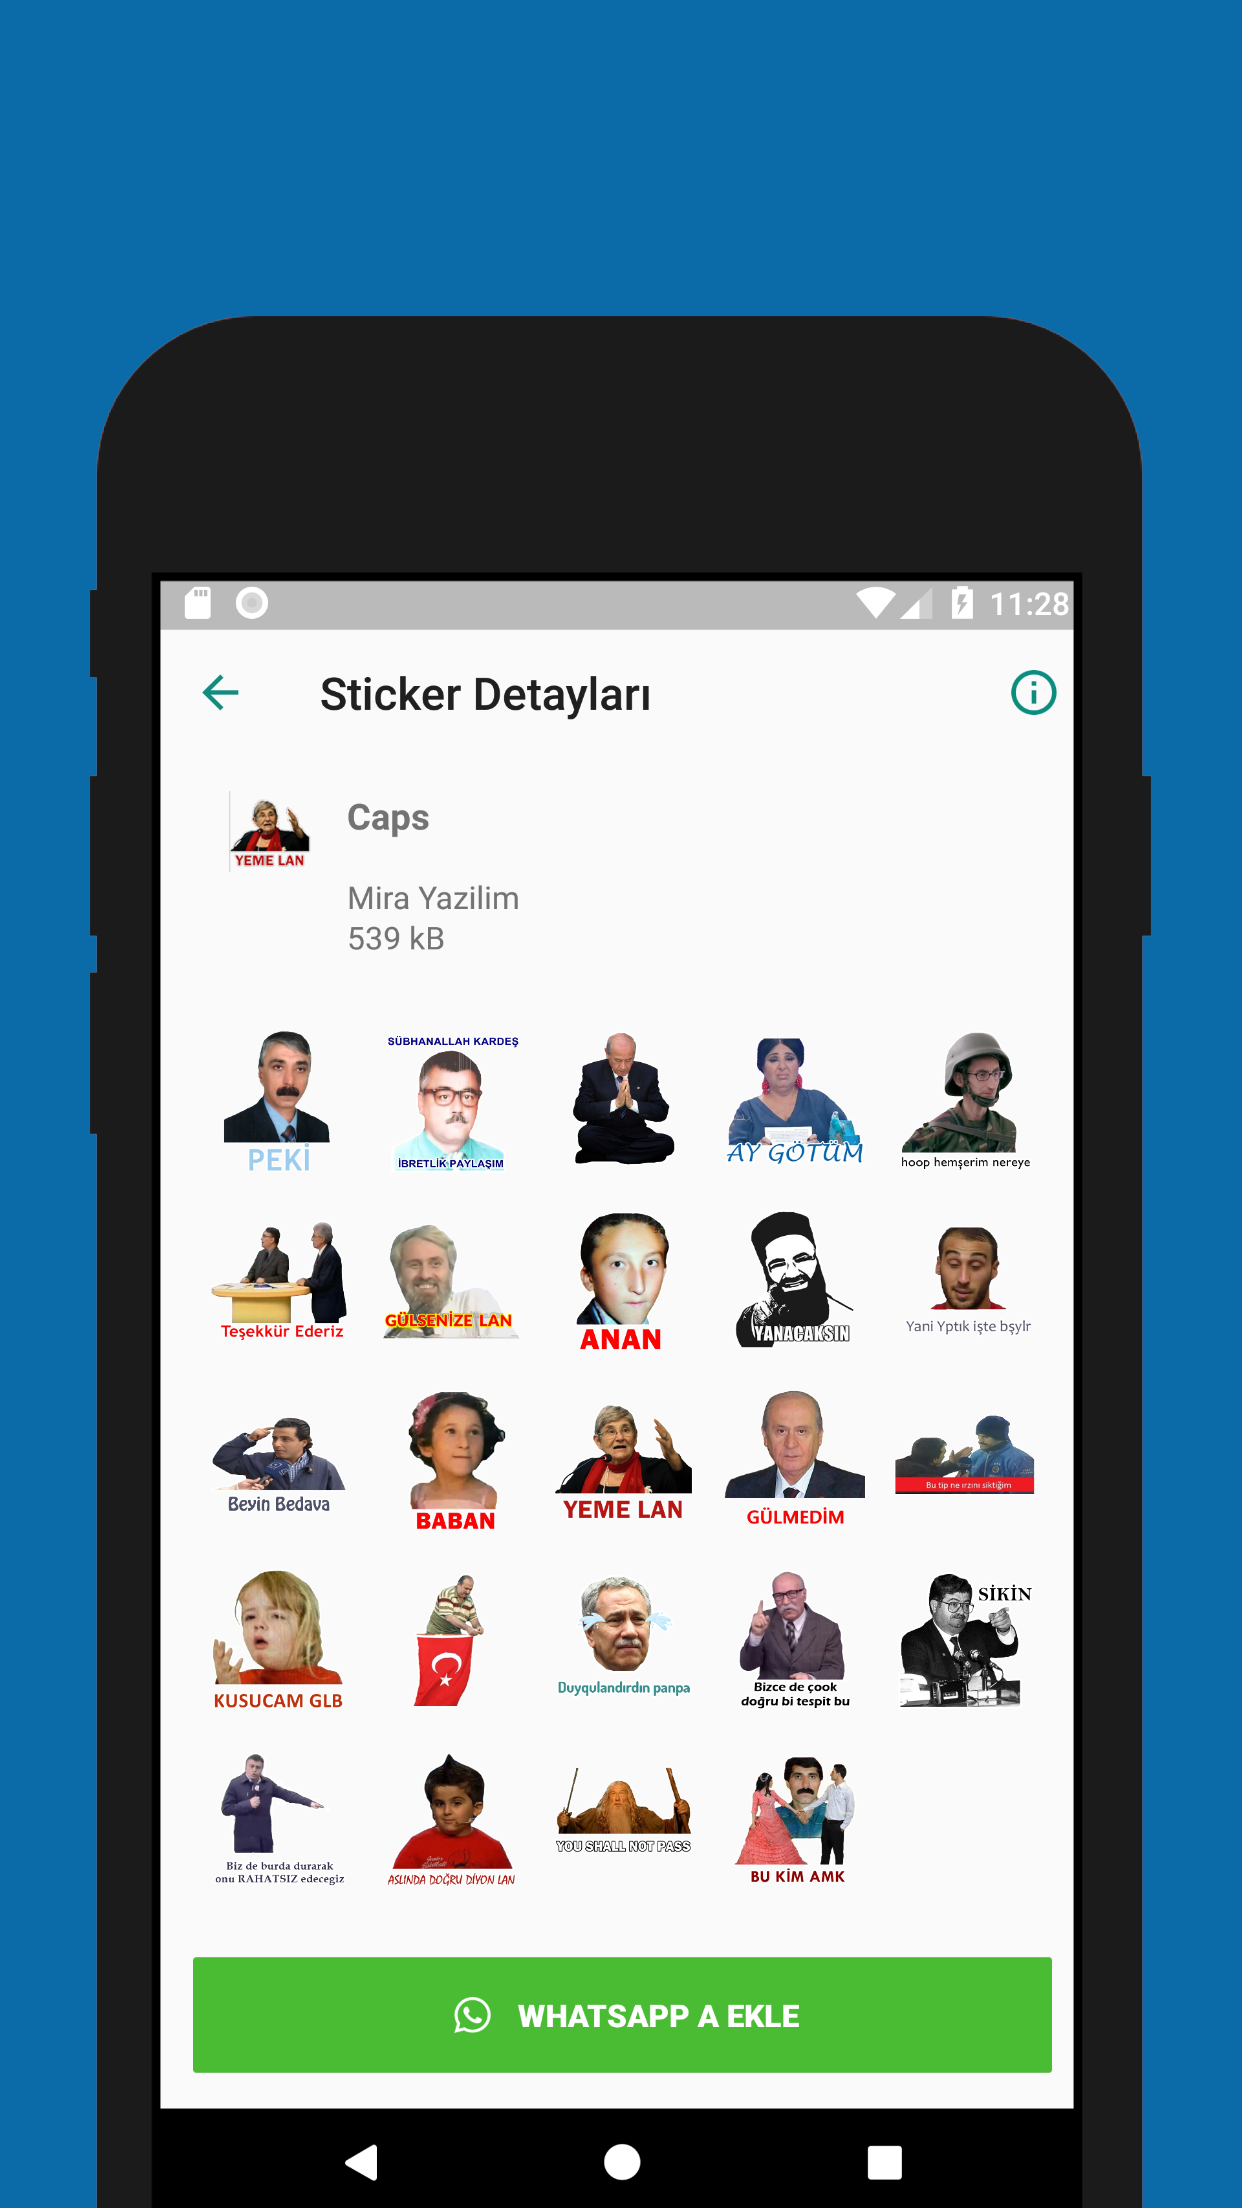 11:28
Sticker Detayları
YEME LAN
Caps
Mira Yazilim
539 kB
PEKİ
SÜBHANALLAH KARDEŞ
İBRETLİK PAYLAŞIM
AY GÖTÜM
hoop hemşerim nereye
Teşekkür Ederiz
GÜLSENİZE LAN
ANAN
YANACAKSIN
Yani Yptık işte bşylr
Beyin Bedava
BABAN
YEME LAN
GÜLMEDİM
Bu tip ne ırzını siktiğim
KUSUCAM GLB
Duyqulandırdın panpa
Bizce de çook
doğru bi tespit bu
SİKİN
Biz de burda durarak
onu RAHATSIZ edecegiz
ASLINDA DOĞRU DİYON LAN
YOU SHALL NOT PASS
BU KİM AMK
WHATSAPP A EKLE